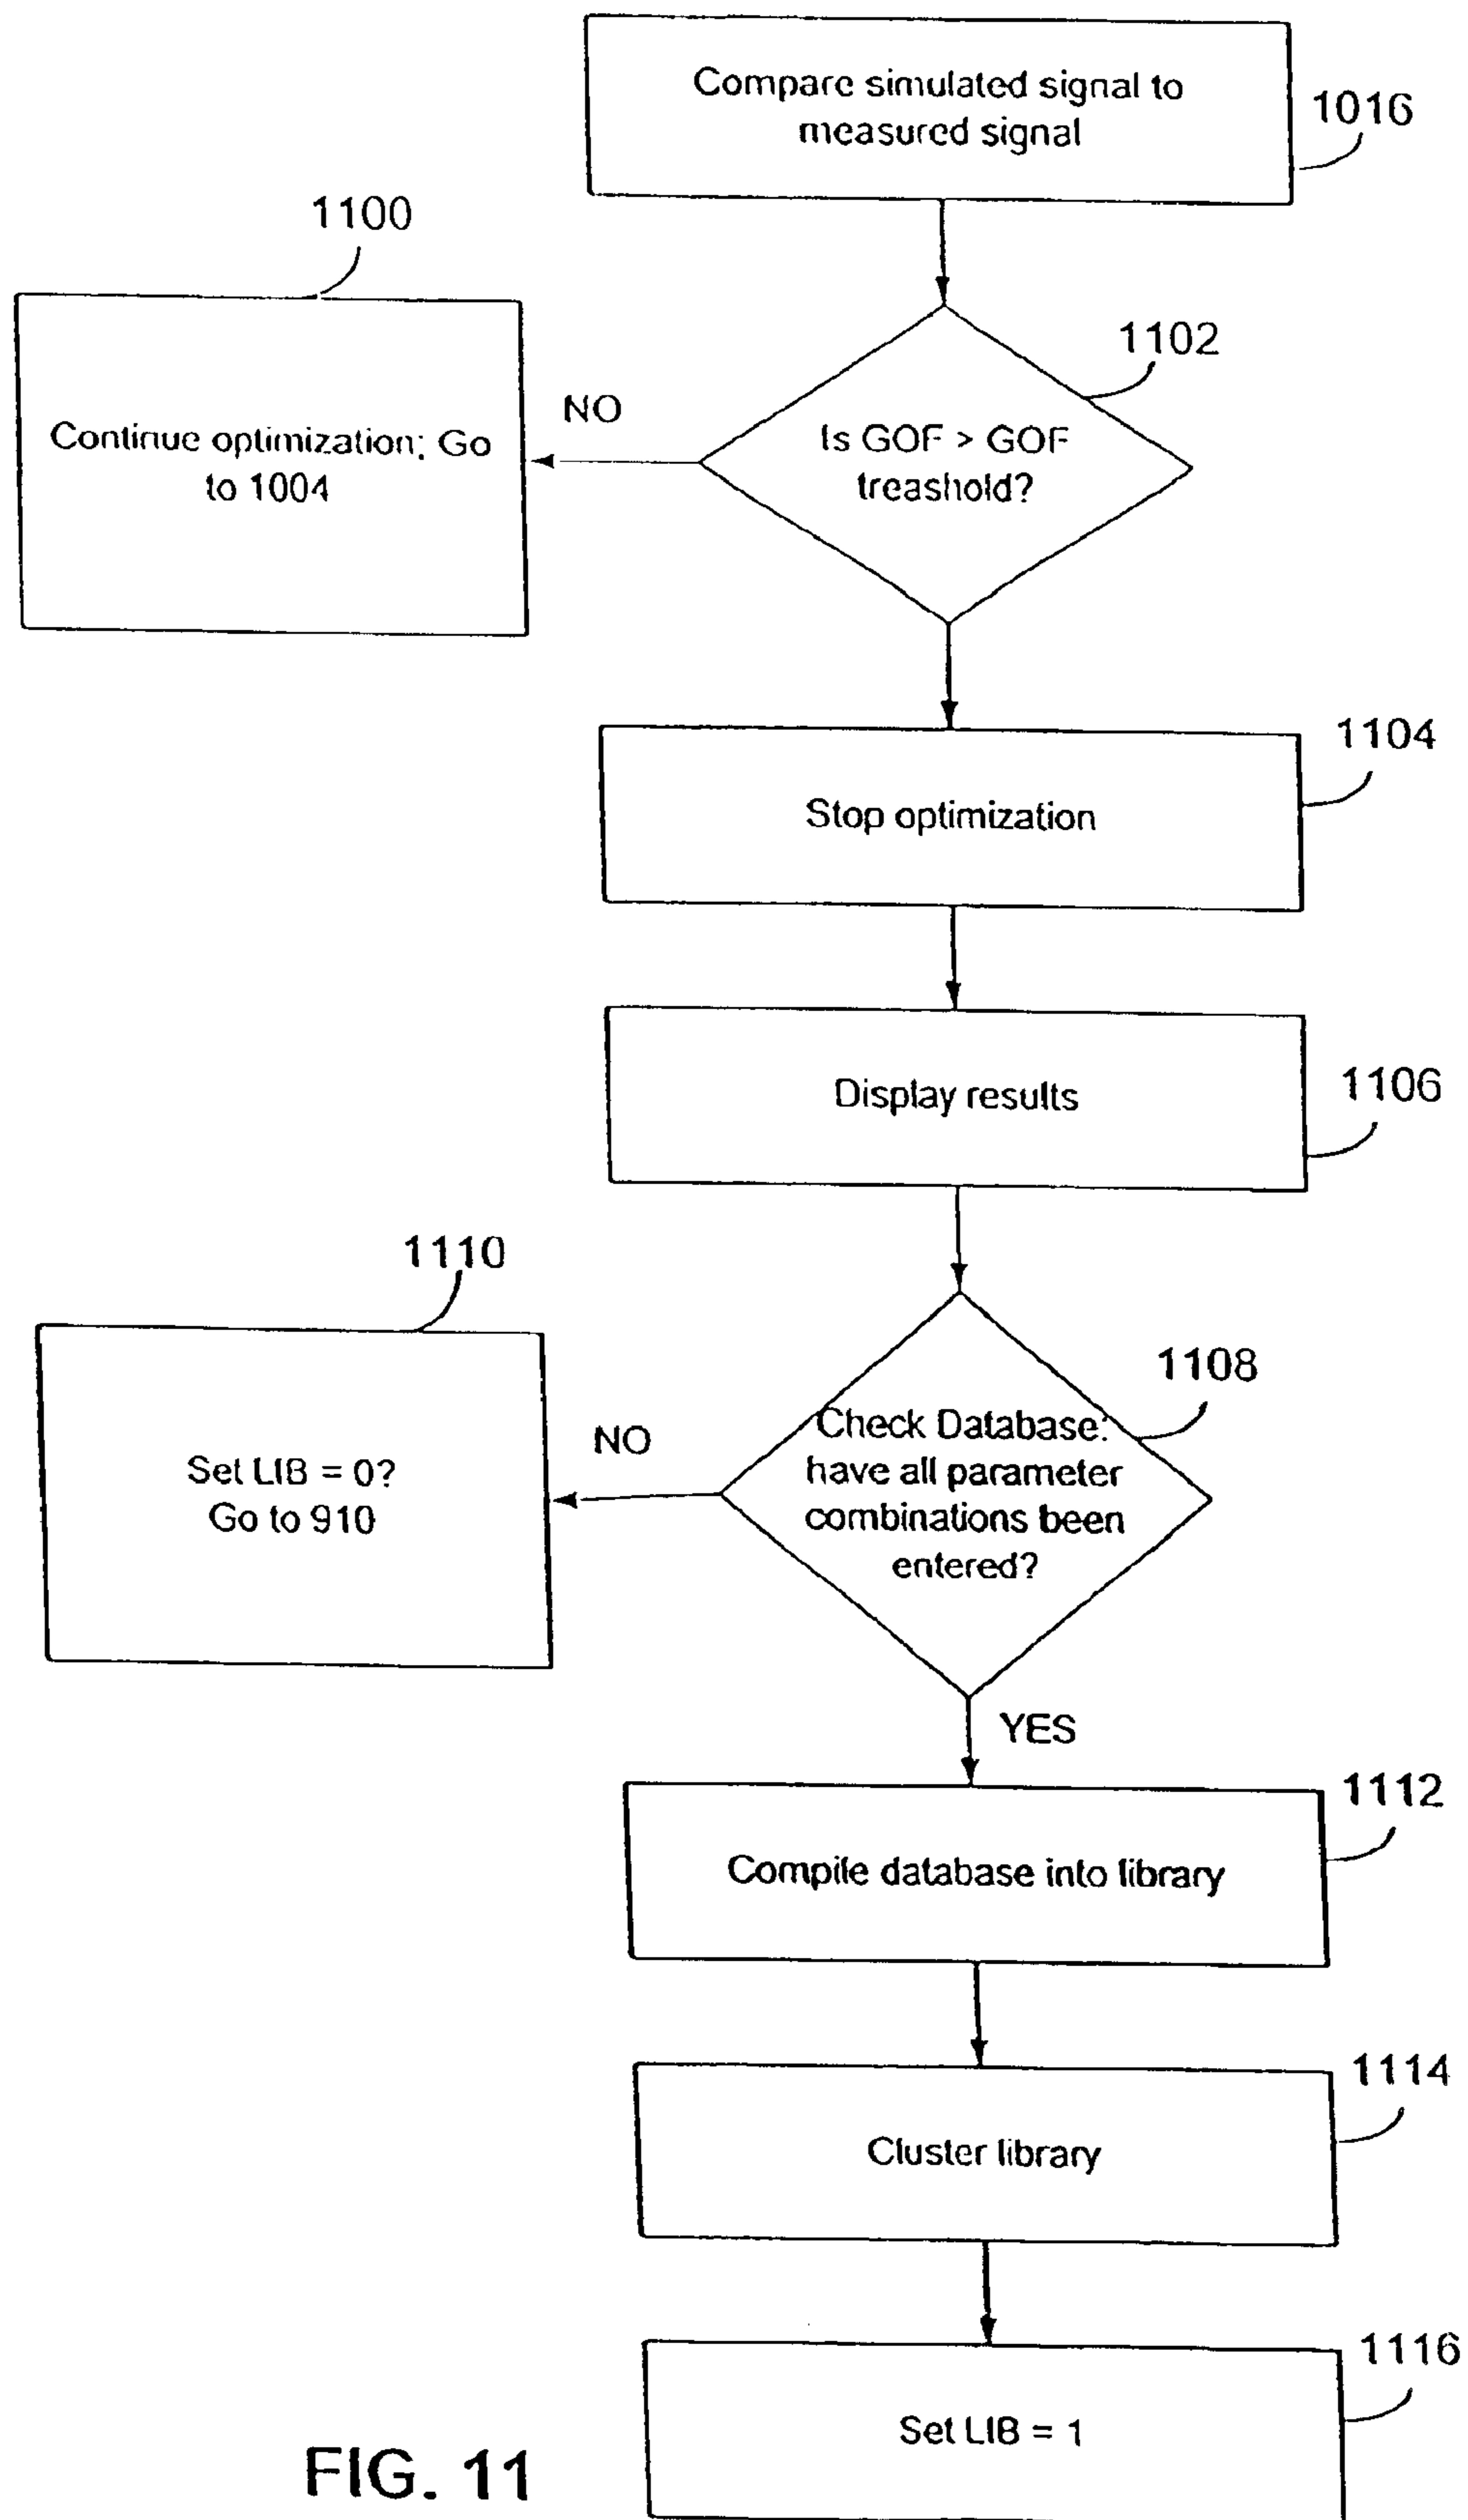 Compare simulated signal to
measured signal
1016
1100
Continue optimization; Go
to 1004
NO
1102
Is GOF > GOF
treashold?
1104
Stop optimization
1106
Display results
1110
Set LIB = 0?
Go to 910
NO
1108
Check Database:
have all parameter
combinations been
entered?
YES
1112
Compile database into library
1114
Cluster library
1116
Set LIB = 1
FIG. 11